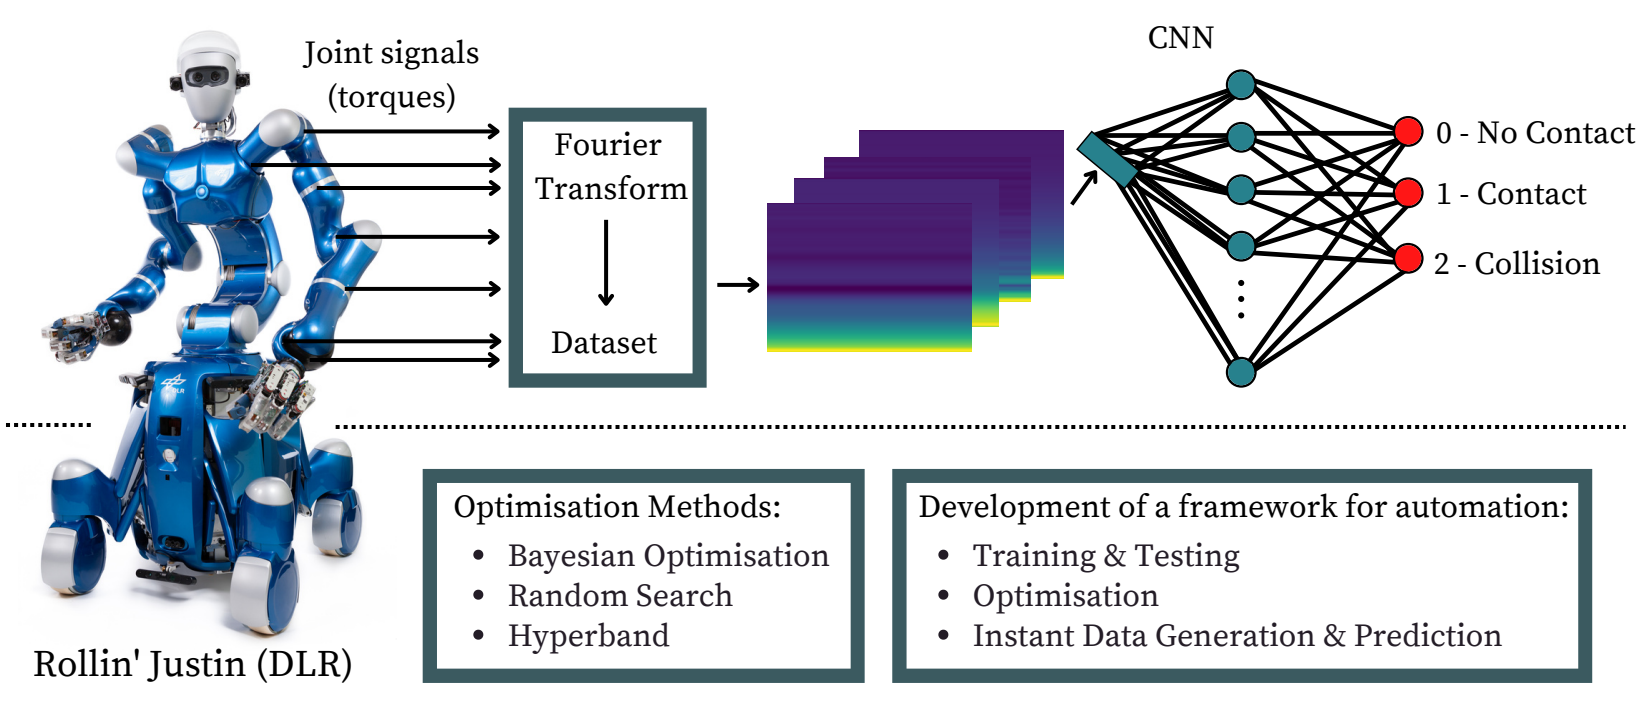 Joint signals
(torques)
CNN
Fourier
Transform
Dataset
0 - No Contact
1 - Contact
2 - Collision
DLR
Rollin' Justin (DLR)
Optimisation Methods:
• Bayesian Optimisation
• Random Search
• Hyperband
Development of a framework for automation:
• Training & Testing
• Optimisation
• Instant Data Generation & Prediction